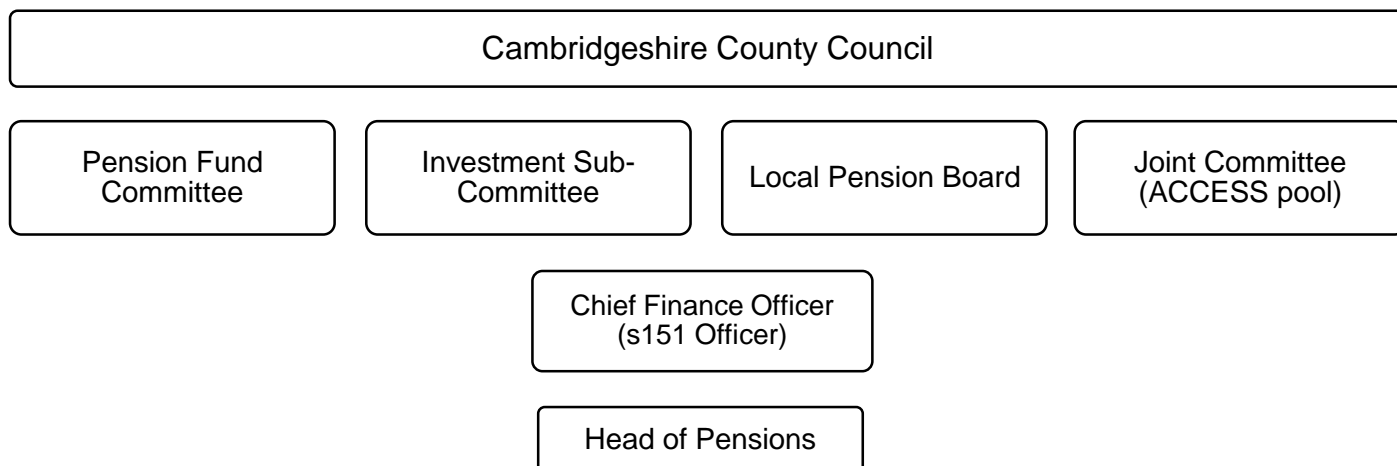 Cambridgeshire County Council
Pension Fund
Committee
Investment Sub-
Committee
Local Pension Board
Joint Committee
(ACCESS pool)
Chief Finance Officer
(s151 Officer)
Head of Pensions